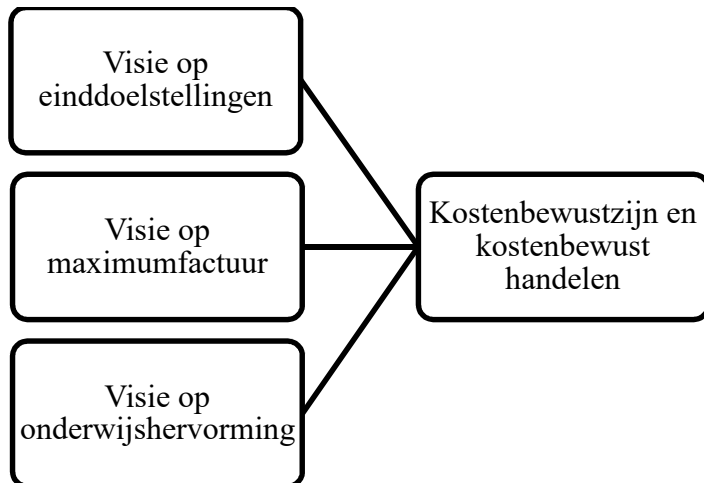 Visie op
einddoelstellingen
Visie op
maximumfactuur
Visie op
onderwijshervorming
Kostenbewustzijn en
kostenbewust
handelen